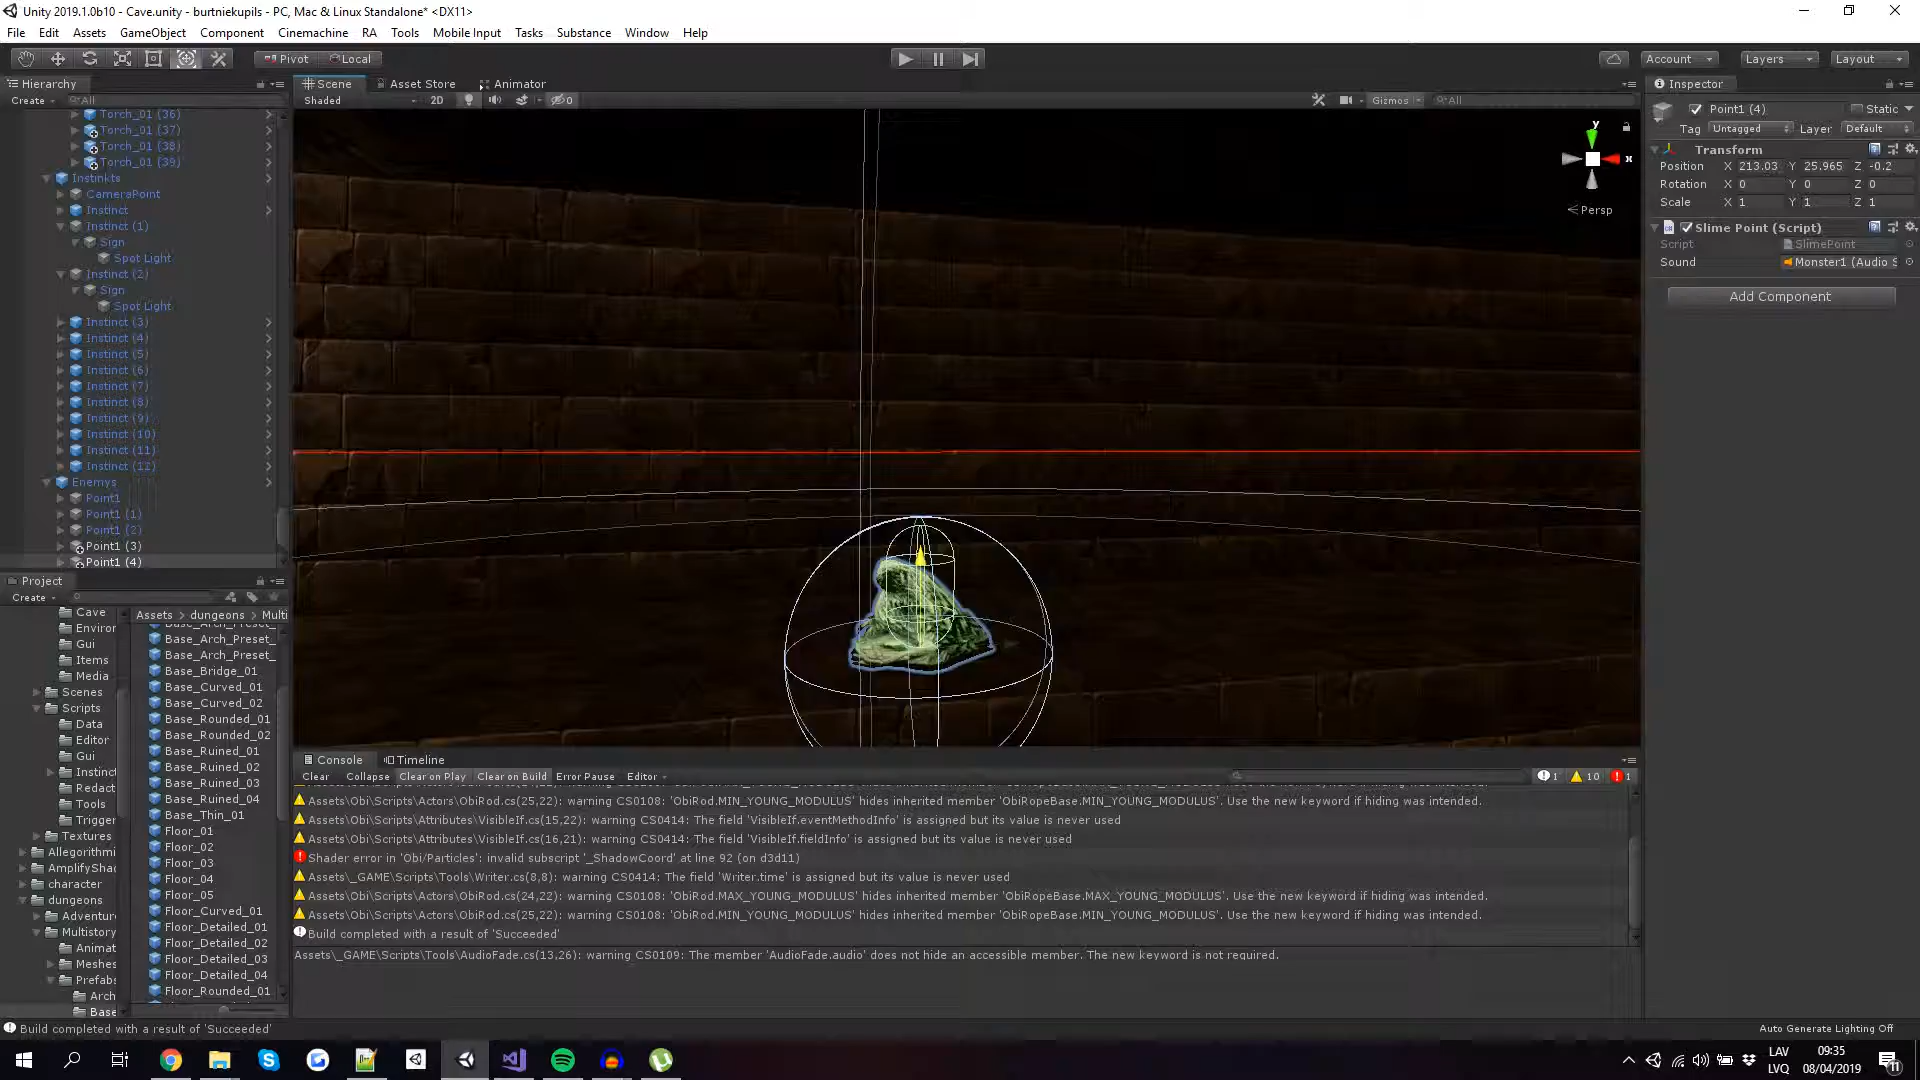 Unity 2019.1.0b10 - Cave.unity - burtniekupils - PC, Mac & Linux Standalone* <DX11>
File Edit Assets GameObject Component Cinemachine RA Tools Mobile Input Tasks Substance Window Help
Pivot Local Account Layers Layout
Hierarchy
Create All
Torch_01 (36)
Torch_01 (37)
Torch_01 (38)
Torch_01 (39)
Instinkts
CameraPoint
Instinct
Instinct (1)
Sign
Spot Light
Instinct (2)
Sign
Spot Light
Instinct (3)
Instinct (4)
Instinct (5)
Instinct (6)
Instinct (7)
Instinct (8)
Instinct (9)
Instinct (10)
Instinct (11)
Instinct (12)
Enemys
Point1
Point1 (1)
Point1 (2)
Point1 (3)
Point1 (4)
Scene Asset Store Animator
Shaded 2D 0 Gizmos All
y
x
Persp
Inspector
Point1 (4) Static
Tag Untagged Layer Default
Transform
Position X 213.03 Y 25.965 Z -0.2
Rotation X 0 Y 0 Z 0
Scale X 1 Y 1 Z 1
Slime Point (Script)
Script SlimePoint
Sound Monster1 (Audio S
Add Component
Project
Create
Cave
Enviror
Gui
Items
Media
Scenes
Scripts
Data
Editor
Gui
Instinct
Redact
Tools
Trigger
Textures
Allegorithmi
AmplifySha
character
dungeons
Adventure
Multistory
Animat
Meshes
Prefabs
Arch
Base
Assets > dungeons > Multi
Base_Arch_Preset_
Base_Arch_Preset_
Base_Arch_Preset_
Base_Bridge_01
Base_Curved_01
Base_Curved_02
Base_Rounded_01
Base_Rounded_02
Base_Ruined_01
Base_Ruined_02
Base_Ruined_03
Base_Ruined_04
Base_Thin_01
Floor_01
Floor_02
Floor_03
Floor_04
Floor_05
Floor_Curved_01
Floor_Detailed_01
Floor_Detailed_02
Floor_Detailed_03
Floor_Detailed_04
Floor_Rounded_01
Console Timeline
Clear Collapse Clear on Play Clear on Build Error Pause Editor 1 10 1
Assets\Obi\Scripts\Actors\ObiRod.cs(25,22): warning CS0108: 'ObiRod.MIN_YOUNG_MODULUS' hides inherited member 'ObiRopeBase.MIN_YOUNG_MODULUS'. Use the new keyword if hiding was intended.
Assets\Obi\Scripts\Attributes\VisibleIf.cs(15,22): warning CS0414: The field 'VisibleIf.eventMethodInfo' is assigned but its value is never used
Assets\Obi\Scripts\Attributes\VisibleIf.cs(16,21): warning CS0414: The field 'VisibleIf.fieldInfo' is assigned but its value is never used
Shader error in 'Obi/Particles': invalid subscript '_ShadowCoord' at line 92 (on d3d11)
Assets\_GAME\Scripts\Tools\Writer.cs(8,8): warning CS0414: The field 'Writer.time' is assigned but its value is never used
Assets\Obi\Scripts\Actors\ObiRod.cs(24,22): warning CS0108: 'ObiRod.MAX_YOUNG_MODULUS' hides inherited member 'ObiRopeBase.MAX_YOUNG_MODULUS'. Use the new keyword if hiding was intended.
Assets\Obi\Scripts\Actors\ObiRod.cs(25,22): warning CS0108: 'ObiRod.MIN_YOUNG_MODULUS' hides inherited member 'ObiRopeBase.MIN_YOUNG_MODULUS'. Use the new keyword if hiding was intended.
Build completed with a result of 'Succeeded'
Assets\_GAME\Scripts\Tools\AudioFade.cs(13,26): warning CS0109: The member 'AudioFade.audio' does not hide an accessible member. The new keyword is not required.
Build completed with a result of 'Succeeded'
Auto Generate Lighting Off
LAV
LVQ
09:35
08/04/2019
11